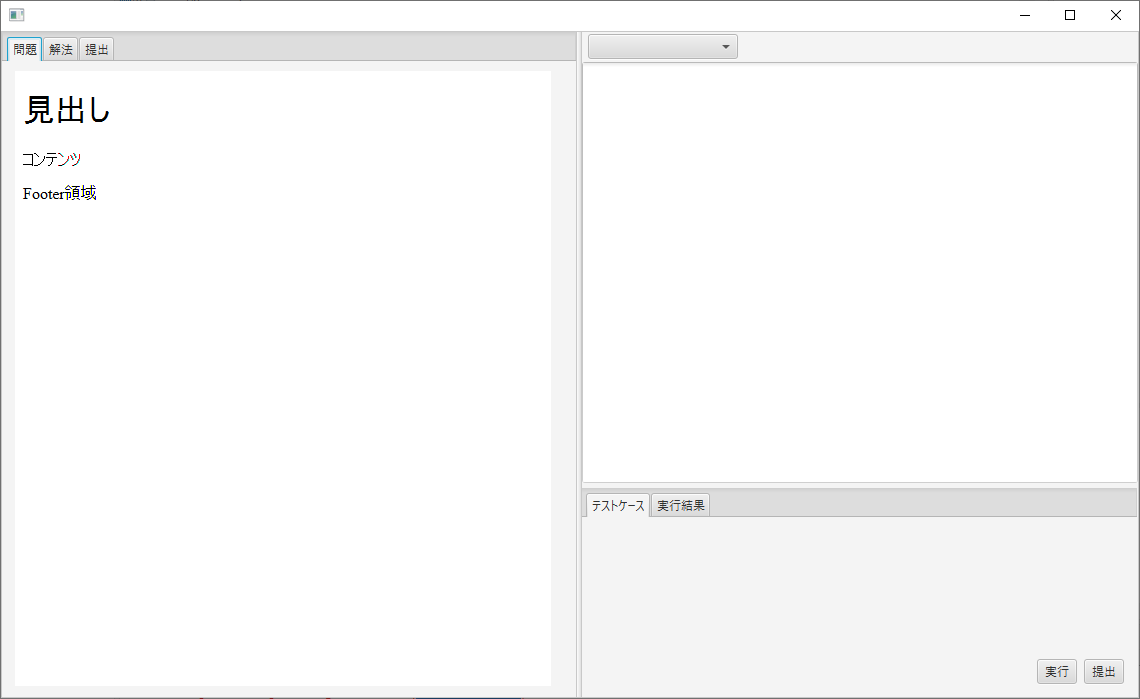 問題 解法 提出
見出し
コンテンツ
Footer領域
テストケース 実行結果
実行 提出